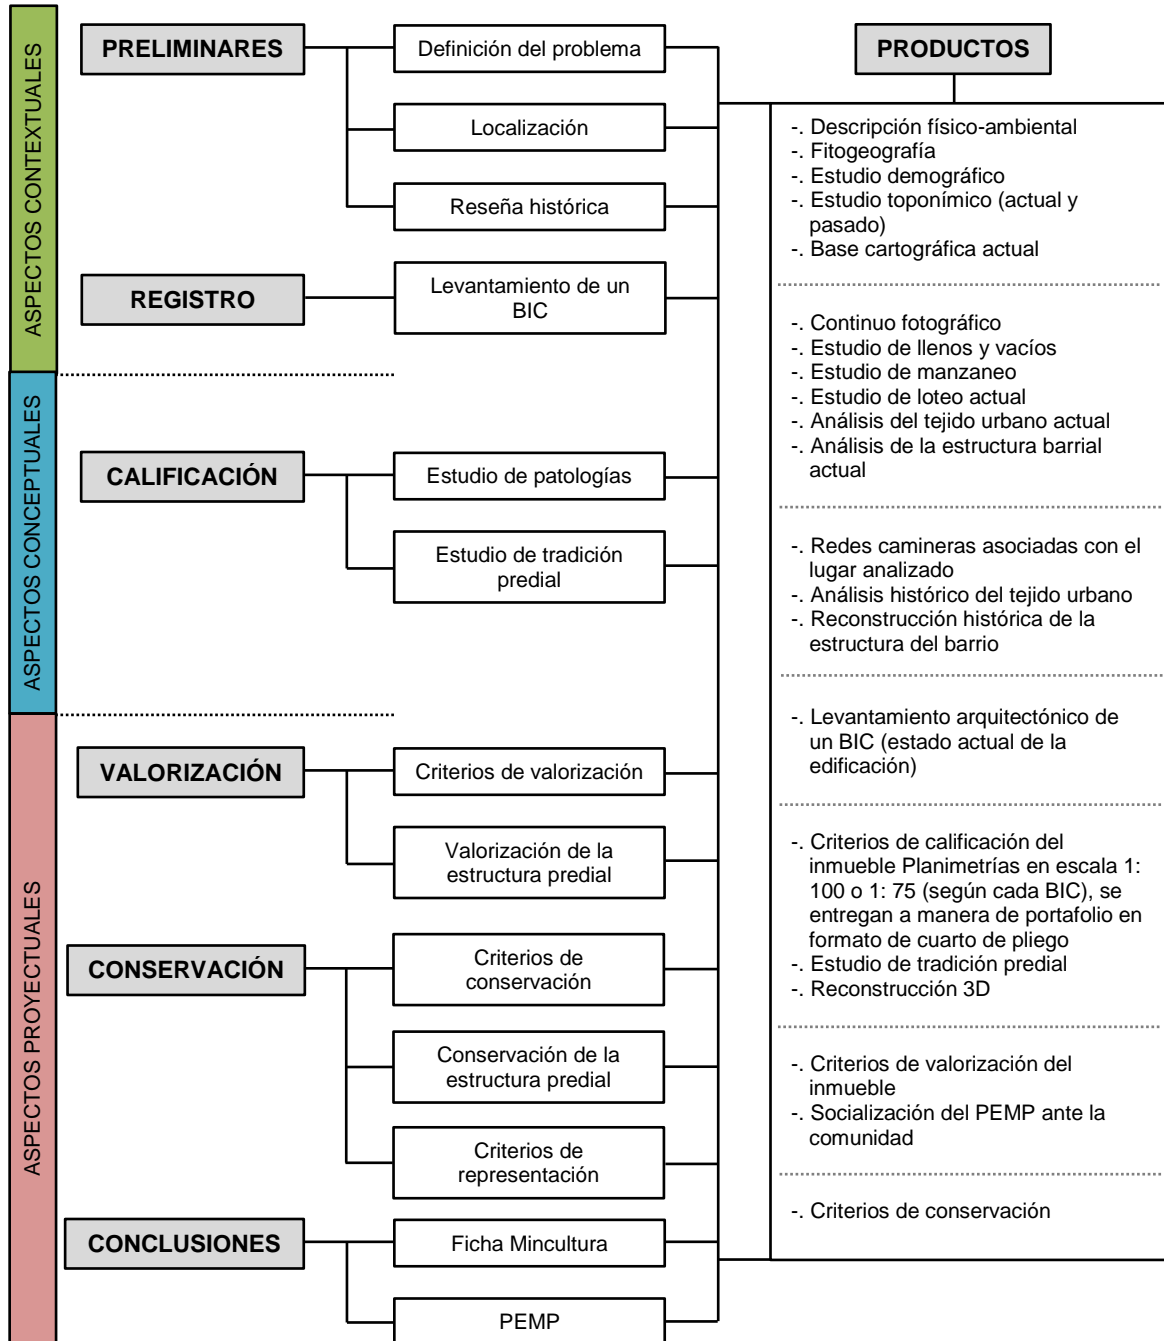 ASPECTOS CONTEXTUALES
PRELIMINARES
Definición del problema
Localización
Reseña histórica
REGISTRO
Levantamiento de un
BIC
ASPECTOS CONCEPTUALES
CALIFICACIÓN
Estudio de patologías
Estudio de tradición
predial
ASPECTOS PROYECTUALES
VALORIZACIÓN
Criterios de valorización
Valorización de la
estructura predial
CONSERVACIÓN
Criterios de
conservación
Conservación de la
estructura predial
Criterios de
representación
CONCLUSIONES
Ficha Mincultura
PEMP
PRODUCTOS
-. Descripción físico-ambiental
-. Fitogeografía
-. Estudio demográfico
-. Estudio toponímico (actual y
pasado)
-. Base cartográfica actual
-. Continuo fotográfico
-. Estudio de llenos y vacíos
-. Estudio de manzaneo
-. Estudio de loteo actual
-. Análisis del tejido urbano actual
-. Análisis de la estructura barrial
actual
-. Redes camineras asociadas con el
lugar analizado
-. Análisis histórico del tejido urbano
-. Reconstrucción histórica de la
estructura del barrio
-. Levantamiento arquitectónico de
un BIC (estado actual de la
edificación)
-. Criterios de calificación del
inmueble Planimetrías en escala 1:
100 o 1: 75 (según cada BIC), se
entregan a manera de portafolio en
formato de cuarto de pliego
-. Estudio de tradición predial
-. Reconstrucción 3D
-. Criterios de valorización del
inmueble
-. Socialización del PEMP ante la
comunidad
-. Criterios de conservación